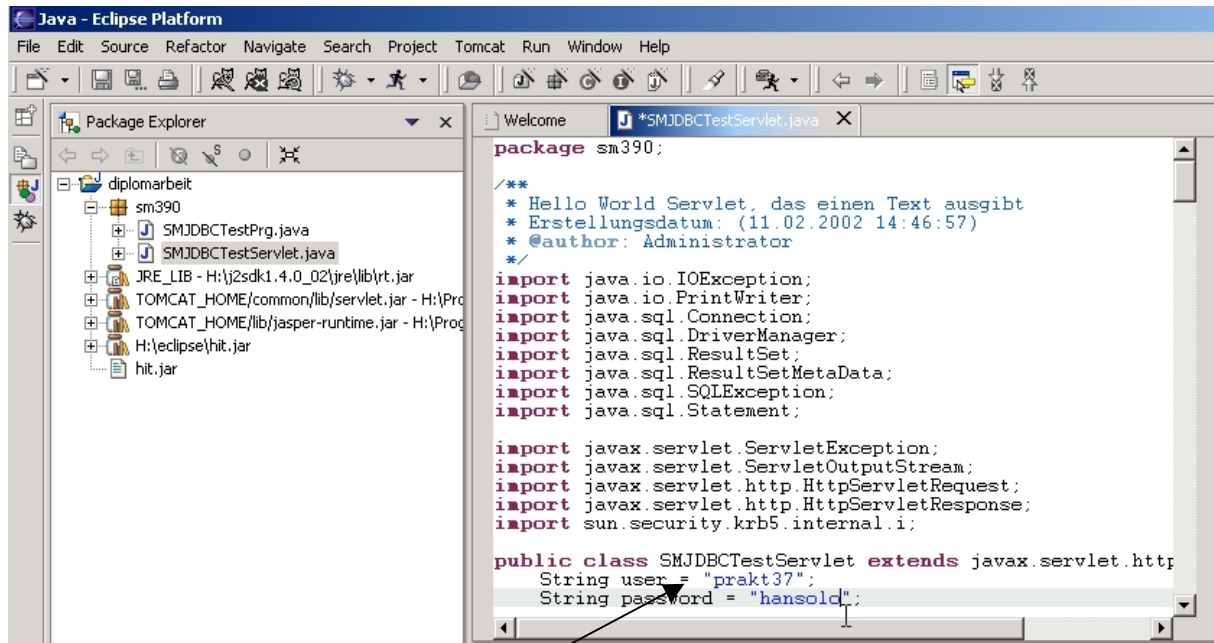 Java - Eclipse Platform
File Edit Source Refactor Navigate Search Project Tomcat Run Window Help
Package Explorer
diplomarbeit
sm390
SMJDBCTestPrg.java
SMJDBCTestServlet.java
JRE_LIB - H:\j2sdk1.4.0_02\jre\lib\rt.jar
TOMCAT_HOME/common/lib/servlet.jar - H:\Pro
TOMCAT_HOME/lib/jasper-runtime.jar - H:\Prog
H:\eclipse\hit.jar
hit.jar
Welcome *SMJDBCTestServlet.java
package sm390;
/**
* Hello World Servlet, das einen Text ausgibt
* Erstellungsdatum: (11.02.2002 14:46:57)
* @author: Administrator
*/
import java.io.IOException;
import java.io.PrintWriter;
import java.sql.Connection;
import java.sql.DriverManager;
import java.sql.ResultSet;
import java.sql.ResultSetMetaData;
import java.sql.SQLException;
import java.sql.Statement;
import javax.servlet.ServletException;
import javax.servlet.ServletOutputStream;
import javax.servlet.http.HttpServletRequest;
import javax.servlet.http.HttpServletResponse;
import sun.security.krb5.internal.i;
public class SMJDBCTestServlet extends javax.servlet.http
String user = "prakt37";
String password = "hansolo";